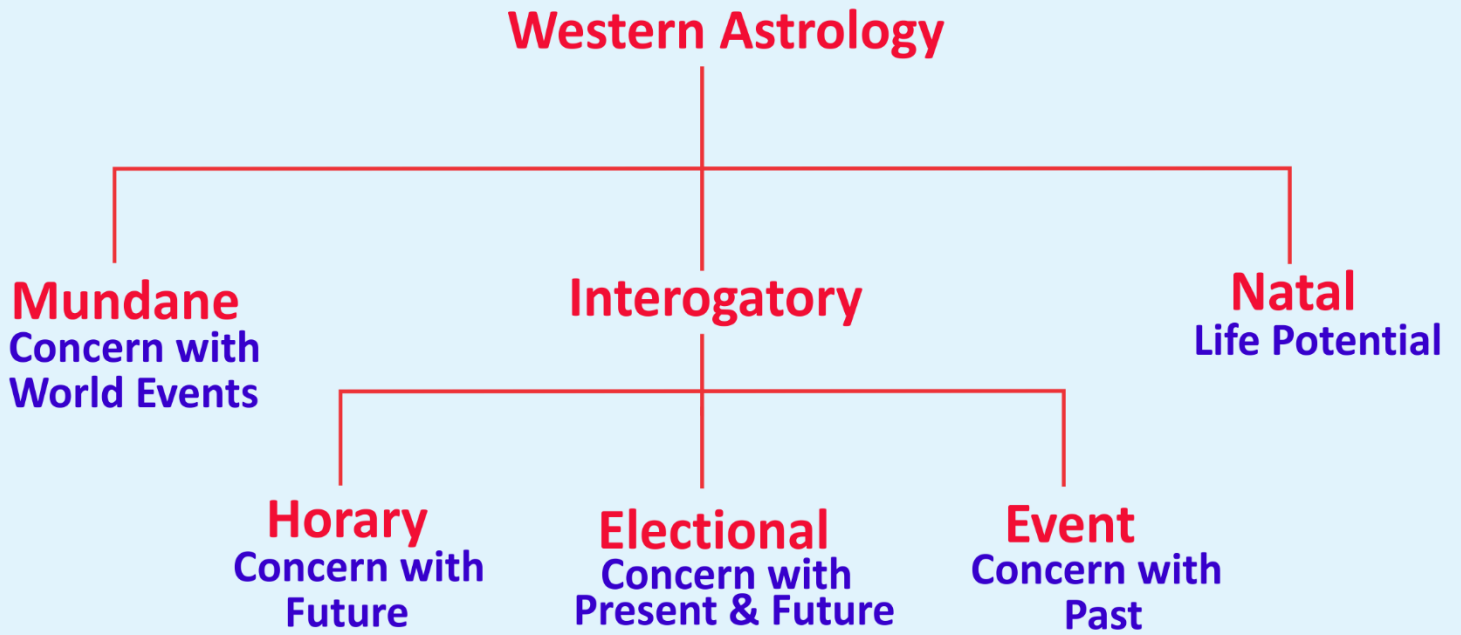 Western Astrology
Mundane
Concern with
World Events
Interogatory
Natal
Life Potential
Horary
Concern with
Future
Electional
Concern with
Present & Future
Event
Concern with
Past